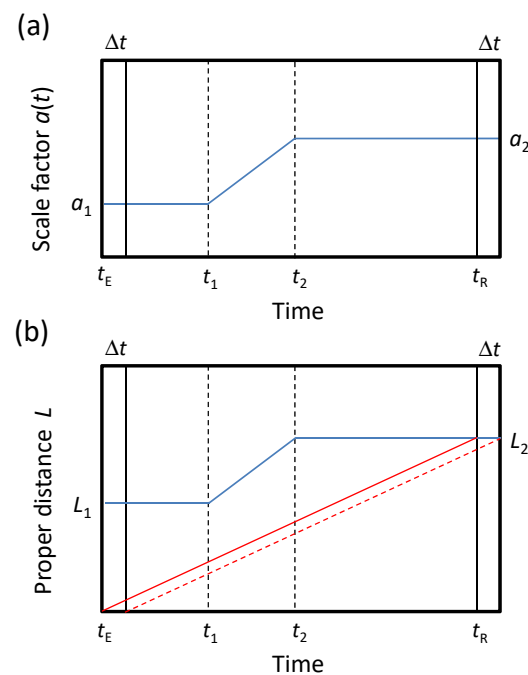 (a)
Δt Δt
Scale factor a(t)
a₁
a₂
t_E t₁ t₂ t_R
Time
(b)
Δt Δt
Proper distance L
L₁
L₂
t_E t₁ t₂ t_R
Time